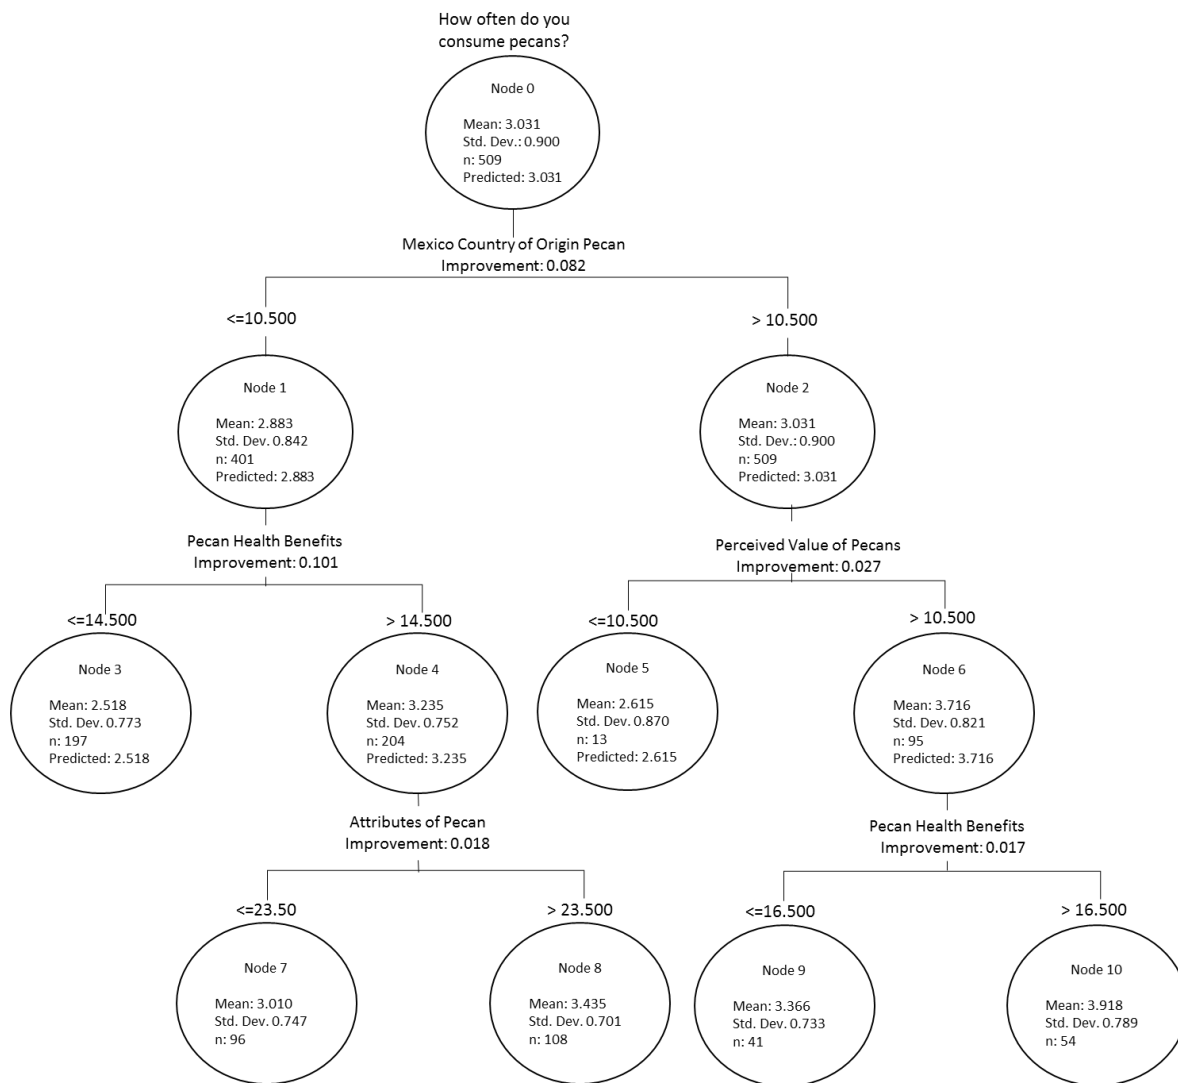 How often do you
consume pecans?
Node 0
Mean: 3.031
Std. Dev.: 0.900
n: 509
Predicted: 3.031
Mexico Country of Origin Pecan
Improvement: 0.082
<=10.500
> 10.500
Node 1
Mean: 2.883
Std. Dev. 0.842
n: 401
Predicted: 2.883
Node 2
Mean: 3.031
Std. Dev.: 0.900
n: 509
Predicted: 3.031
Pecan Health Benefits
Improvement: 0.101
Perceived Value of Pecans
Improvement: 0.027
<=14.500
> 14.500
<=10.500
> 10.500
Node 3
Mean: 2.518
Std. Dev. 0.773
n: 197
Predicted: 2.518
Node 4
Mean: 3.235
Std. Dev. 0.752
n: 204
Predicted: 3.235
Node 5
Mean: 2.615
Std. Dev. 0.870
n: 13
Predicted: 2.615
Node 6
Mean: 3.716
Std. Dev. 0.821
n: 95
Predicted: 3.716
Attributes of Pecan
Improvement: 0.018
Pecan Health Benefits
Improvement: 0.017
<=23.50
> 23.500
<=16.500
> 16.500
Node 7
Mean: 3.010
Std. Dev. 0.747
n: 96
Node 8
Mean: 3.435
Std. Dev. 0.701
n: 108
Node 9
Mean: 3.366
Std. Dev. 0.733
n: 41
Node 10
Mean: 3.918
Std. Dev. 0.789
n: 54